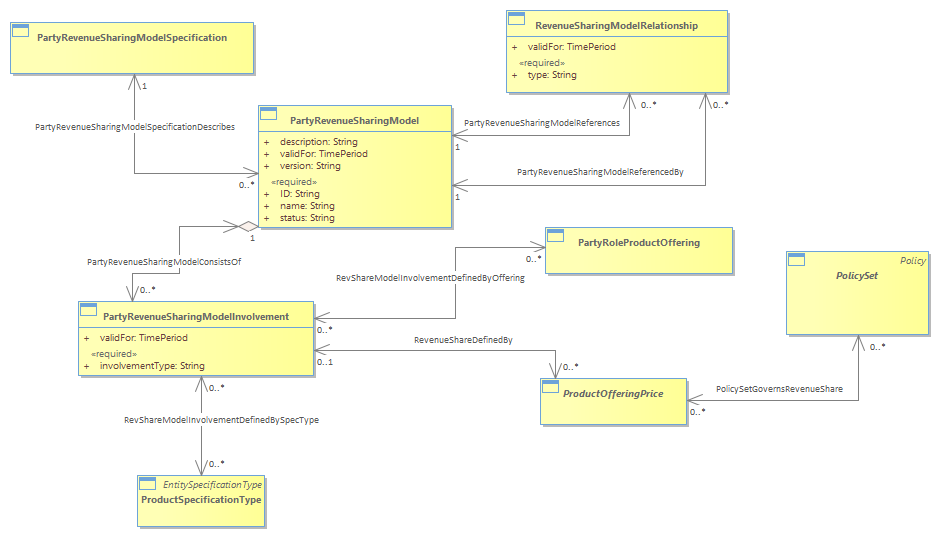 PartyRevenueSharingModelSpecification
RevenueSharingModelRelationship
+ validFor: TimePeriod
«required»
+ type: String
1
0..*
0..*
PartyRevenueSharingModelSpecificationDescribes
PartyRevenueSharingModel
+ description: String
+ validFor: TimePeriod
+ version: String
«required»
+ ID: String
+ name: String
+ status: String
PartyRevenueSharingModelReferences
1
PartyRevenueSharingModelReferencedBy
0..*
1
1
PartyRoleProductOffering
PartyRevenueSharingModelConsistsOf
0..*
RevShareModelInvolvementDefinedByOffering
Policy
PolicySet
0..*
PartyRevenueSharingModelInvolvement
+ validFor: TimePeriod
«required»
+ involvementType: String
0..*
RevenueShareDefinedBy
0..1
0..*
0..*
ProductOfferingPrice
PolicySetGovernsRevenueShare
0..*
0..*
RevShareModelInvolvementDefinedBySpecType
0..*
EntitySpecificationType
ProductSpecificationType